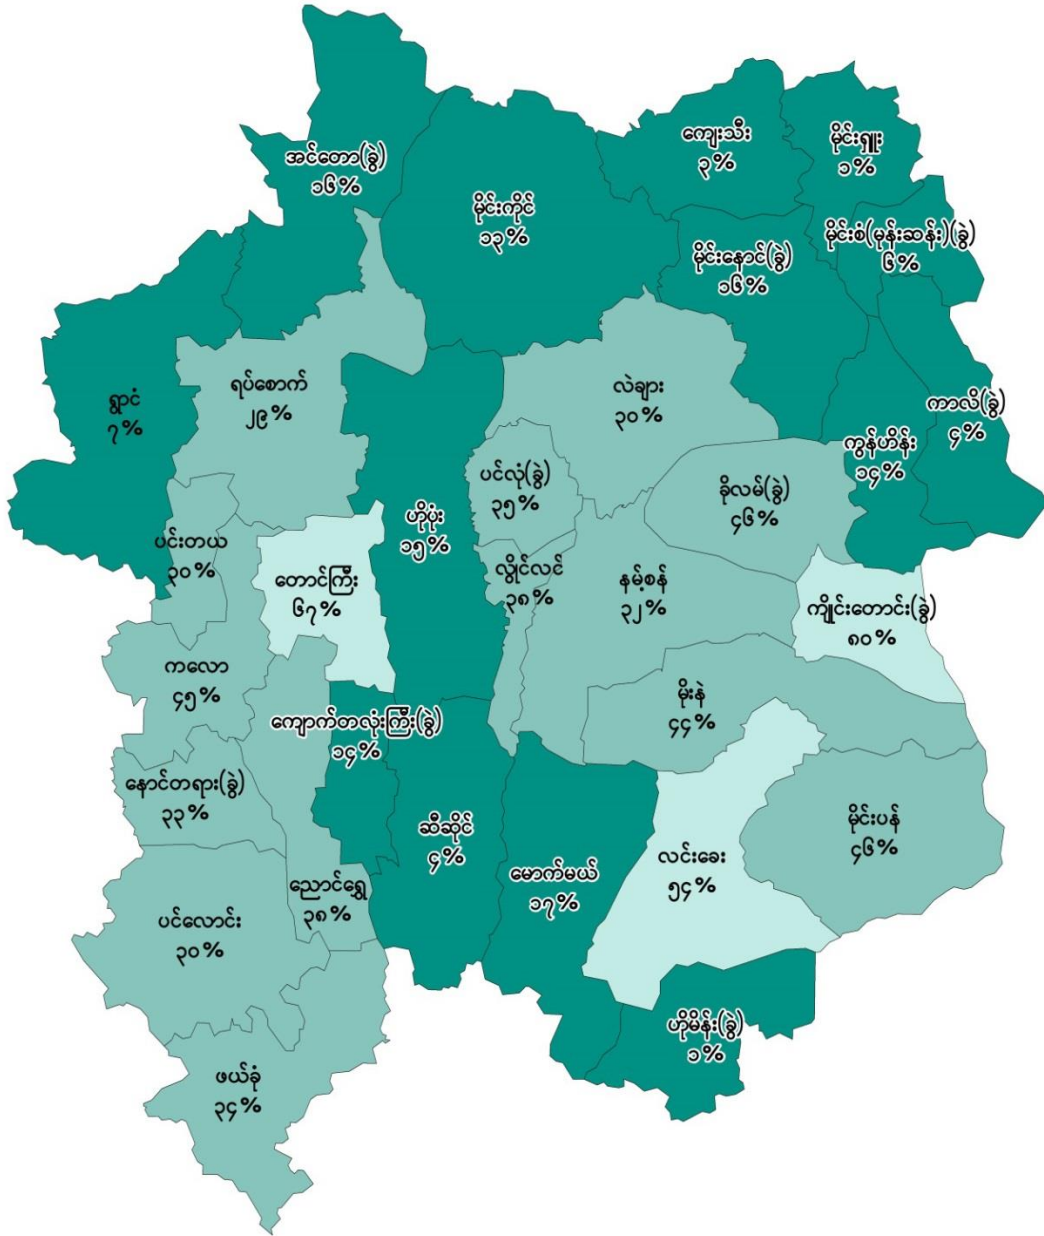 ကျေးသီး
၃%
မိုင်းရှူး
၁%
အင်တော(ခွဲ)
၁၆%
မိုင်းကိုင်
၁၃%
မိုင်းစံ(မုန်းဆန်း)(ခွဲ)
၆%
မိုင်းနောင်(ခွဲ)
၁၆%
ရွာငံ
၇%
ရပ်စောက်
၂၉%
လဲချား
၃၀%
ကာလိ(ခွဲ)
၄%
ကွန်ဟိန်း
၁၄%
ပင်လုံ(ခွဲ)
၃၅%
ခိုလမ်(ခွဲ)
၄၆%
ဟိုပုံး
၁၅%
ပင်းတယ
၃၀%
တောင်ကြီး
၆၇%
လွိုင်လင်
၃၈%
နမ့်စန်
၃၂%
ကျိုင်းတောင်း(ခွဲ)
၈၀%
ကလော
၄၅%
မိုးနဲ
၄၄%
ကျောက်တလုံးကြီး(ခွဲ)
၁၄%
နောင်တရား(ခွဲ)
၃၃%
ဆီဆိုင်
၄%
မိုင်းပန်
၄၆%
လင်းခေး
၅၄%
မောက်မယ်
၁၇%
ညောင်ရွှေ
၃၈%
ပင်လောင်း
၃၀%
ဟိုမိန်း(ခွဲ)
၁%
ဖယ်ခုံ
၃၄%